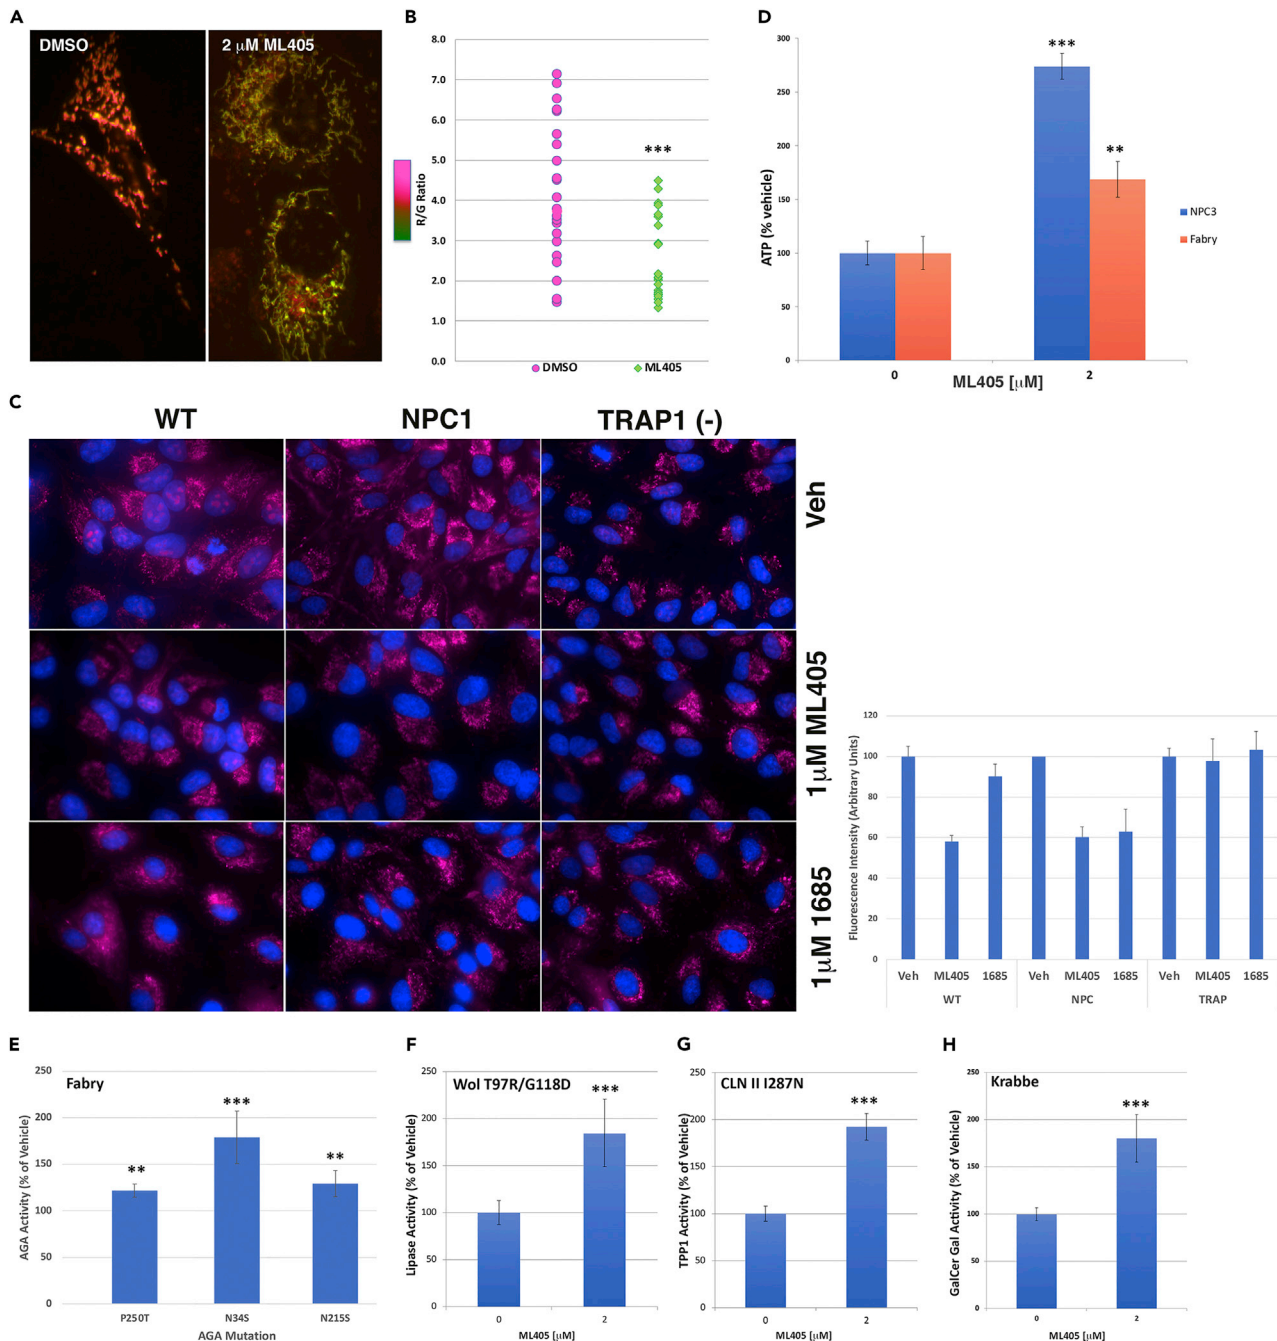 A
DMSO
2 μM ML405
B
8.0
7.0
6.0
5.0
4.0
3.0
2.0
1.0
0.0
R/G Ratio
***
DMSO
ML405
D
300
250
200
150
100
50
0
ATP (% vehicle)
***
**
NPC3
Fabry
0
2
ML405 [μM]
C
WT
NPC1
TRAP1 (-)
Veh
1μM ML405
1μM 1685
120
100
80
60
40
20
0
Fluorescence Intensity (Arbitrary Units)
Veh ML405 1685 Veh ML405 1685 Veh ML405 1685
WT NPC TRAP
E
Fabry
250
200
150
100
50
0
AGA Activity (% of Vehicle)
**
***
**
P250T N34S N215S
AGA Mutation
F
Wol T97R/G118D
250
200
150
100
50
0
Lipase Activity (% of Vehicle)
***
0 2
ML405 [μM]
G
CLN II I287N
250
200
150
100
50
0
TPP1 Activity (% of Vehicle)
***
0 2
ML405 [μM]
H
Krabbe
250
200
150
100
50
0
GalCer Gal Activity (% of Vehicle)
***
0 2
ML405 [μM]